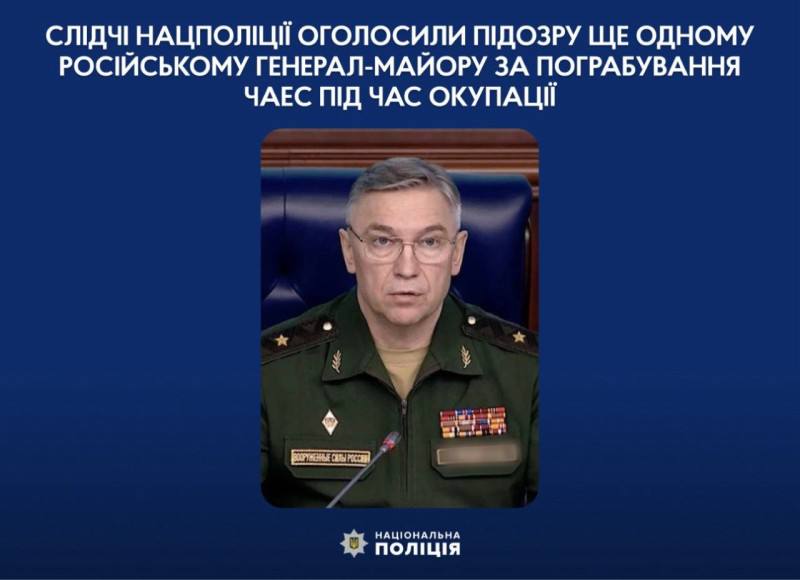 СЛІДЧІ НАЦПОЛІЦІЇ ОГОЛОСИЛИ ПІДОЗРУ ЩЕ ОДНОМУ
РОСІЙСЬКОМУ ГЕНЕРАЛ-МАЙОРУ ЗА ПОГРАБУВАННЯ
ЧАЕС ПІД ЧАС ОКУПАЦІЇ
ВООРУЖЕННЫЕ СИЛЫ РОССИИ
НАЦІОНАЛЬНА
ПОЛІЦІЯ